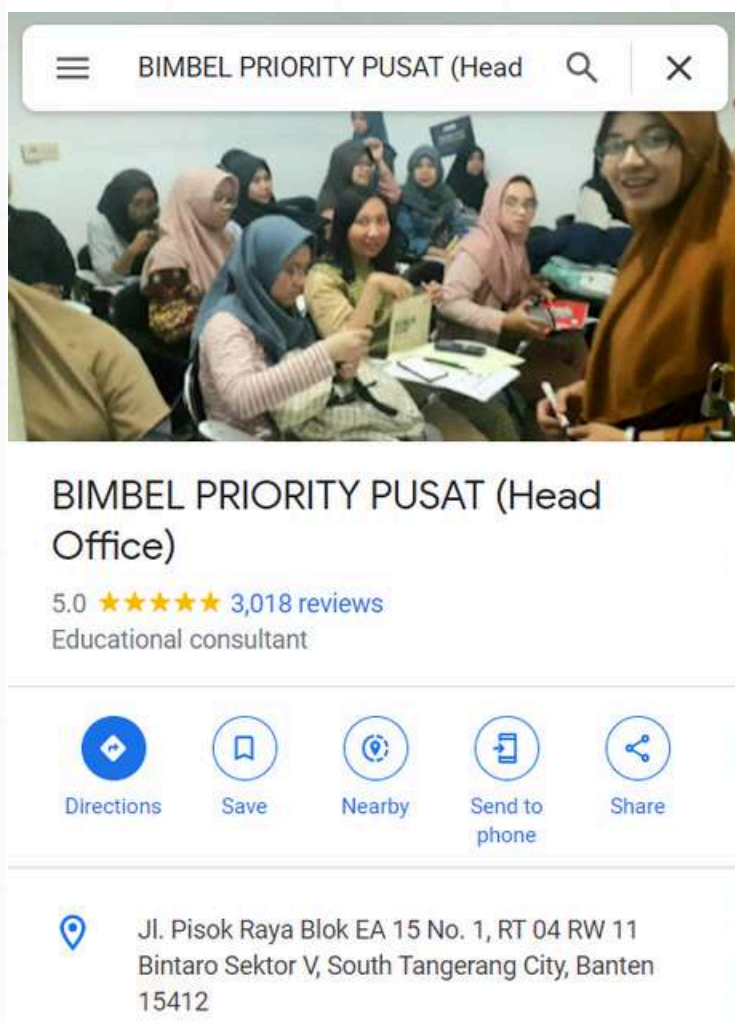 BIMBEL PRIORITY PUSAT (Head
BIMBEL PRIORITY PUSAT (Head
Office)
5.0 3,018 reviews
Educational consultant
Directions
Save
Nearby
Send to
phone
Share
Jl. Pisok Raya Blok EA 15 No. 1, RT 04 RW 11
Bintaro Sektor V, South Tangerang City, Banten
15412